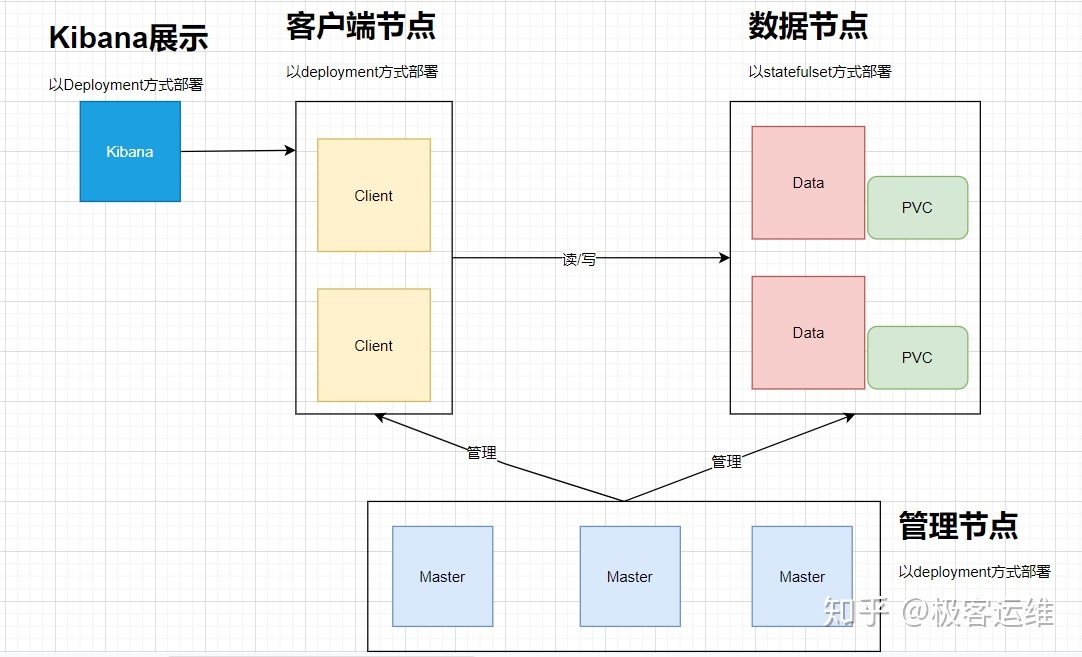 Kibana展示
以Deployment方式部署
Kibana
客户端节点
以deployment方式部署
Client
Client
读/写
数据节点
以statefulset方式部署
Data
PVC
Data
PVC
管理
管理
Master
Master
Master
管理节点
以deployment方式部署
知乎 @极客运维